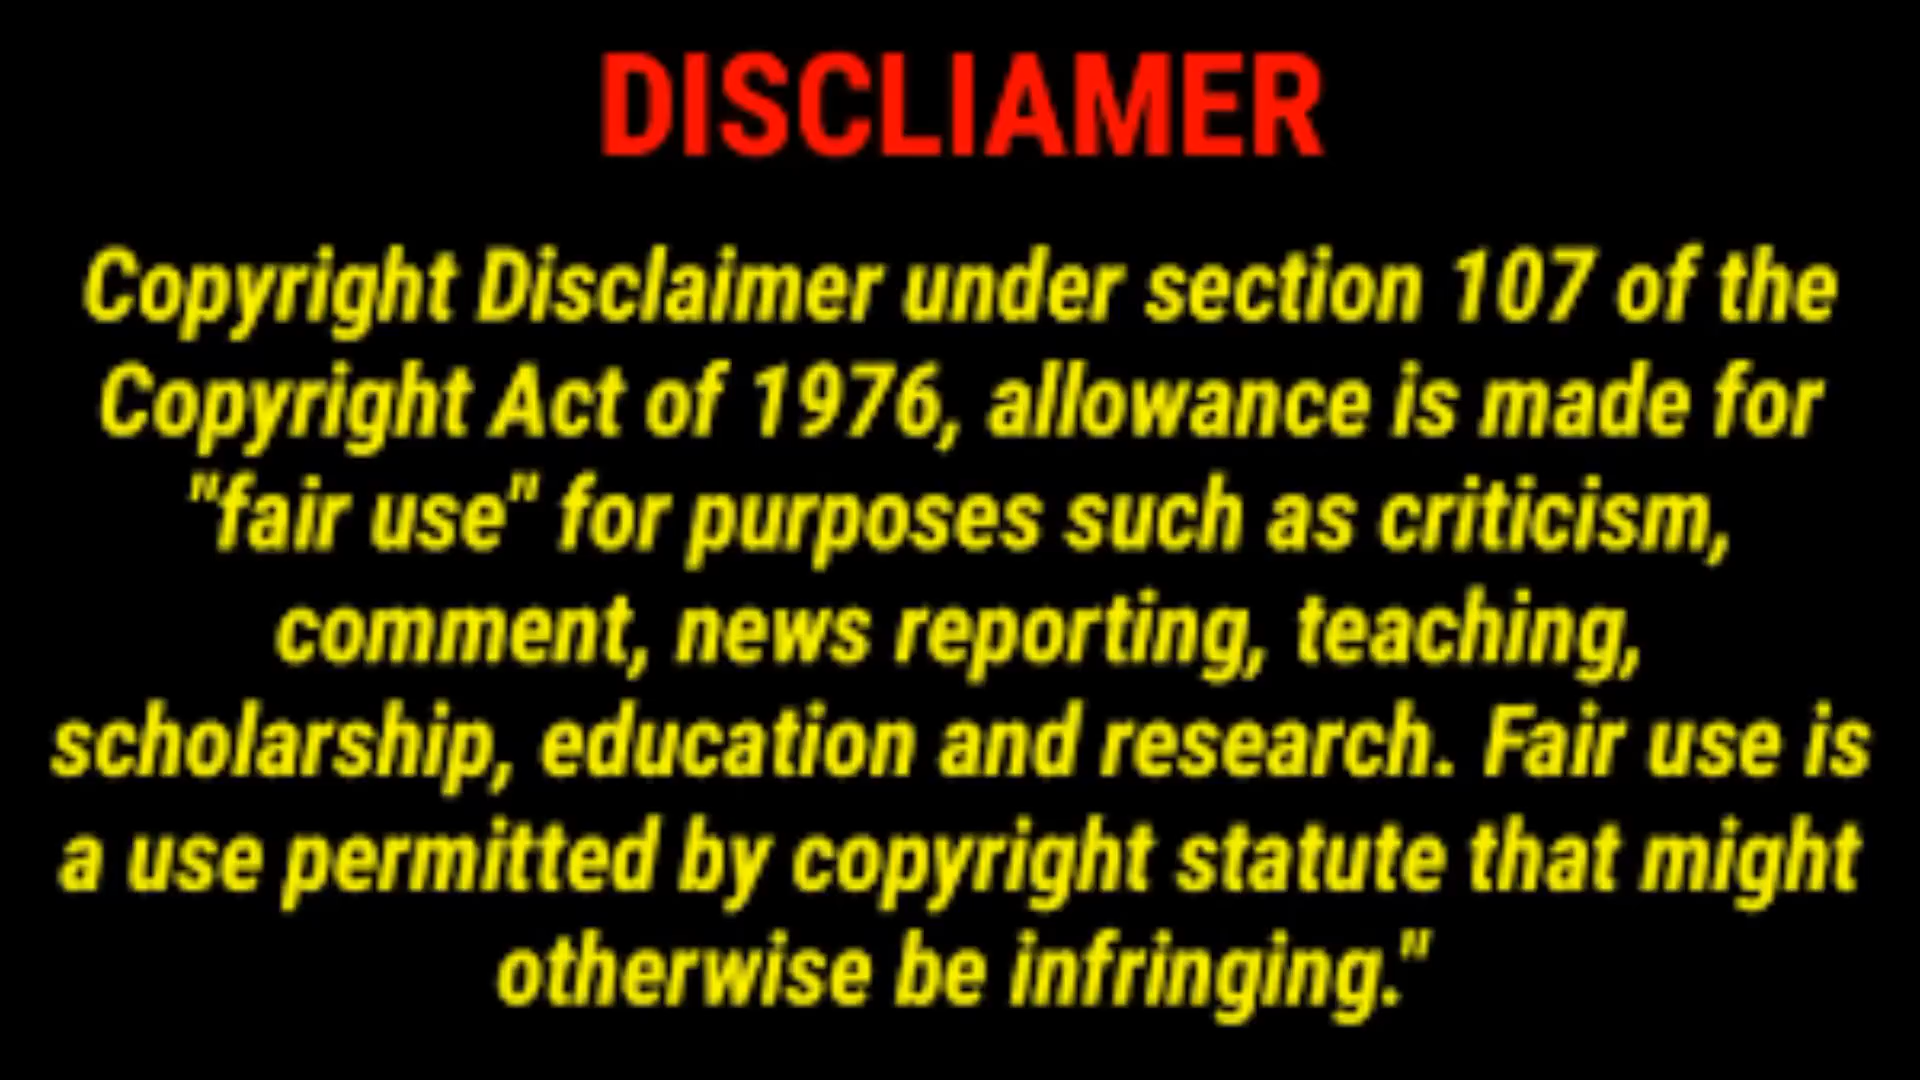 DISCLIAMER
Copyright Disclaimer under section 107 of the
Copyright Act of 1976, allowance is made for
"fair use" for purposes such as criticism,
comment, news reporting, teaching,
scholarship, education and research. Fair use is
a use permitted by copyright statute that might
otherwise be infringing."